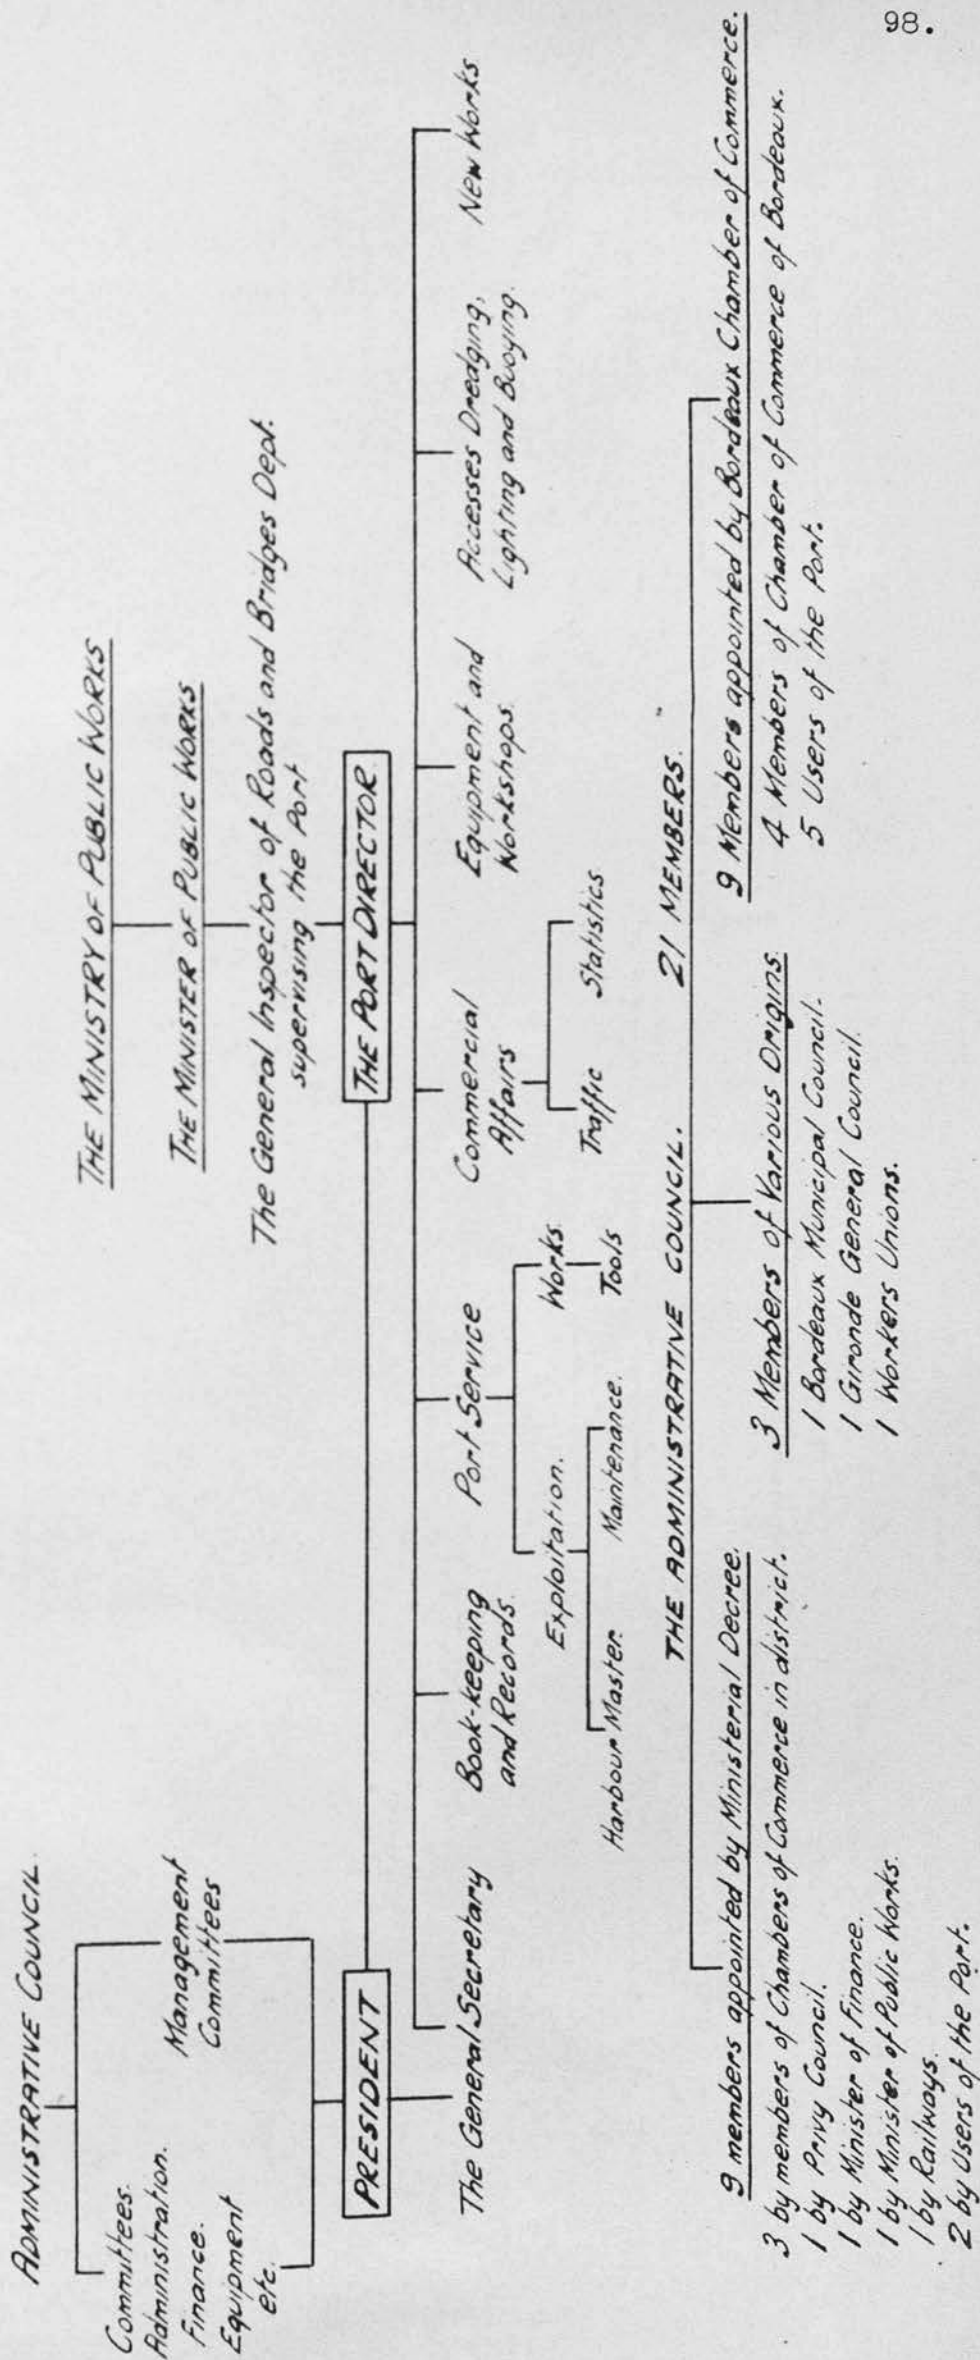 98.
ADMINISTRATIVE COUNCIL.
Committees.
Administration.
Finance.
Equipment
etc.
Management
Committees
PRESIDENT
THE MINISTRY OF PUBLIC WORKS
THE MINISTER OF PUBLIC WORKS
The General Inspector of Roads and Bridges Dept.
supervising the Port
THE PORT DIRECTOR
The General Secretary
Book-keeping
and Records.
Port Service
Exploitation.
Harbour Master.
Maintenance.
Works
Tools
Commercial
Affairs
Traffic
Statistics
Equipment and
Workshops.
Accesses Dredging,
Lighting and Buoying.
New Works
THE ADMINISTRATIVE COUNCIL. 21 MEMBERS.
9 members appointed by Ministerial Decree.
3 by members of Chambers of Commerce in district.
1 by Privy Council.
1 by Minister of Finance.
1 by Minister of Public Works.
1 by Railways.
2 by Users of the Port.
3 Members of Various Origins
1 Bordeaux Municipal Council.
1 Gironde General Council.
1 Workers Unions.
9 Members appointed by Bordeaux Chamber of Commerce.
4 Members of Chamber of Commerce of Bordeaux.
5 Users of the Port.